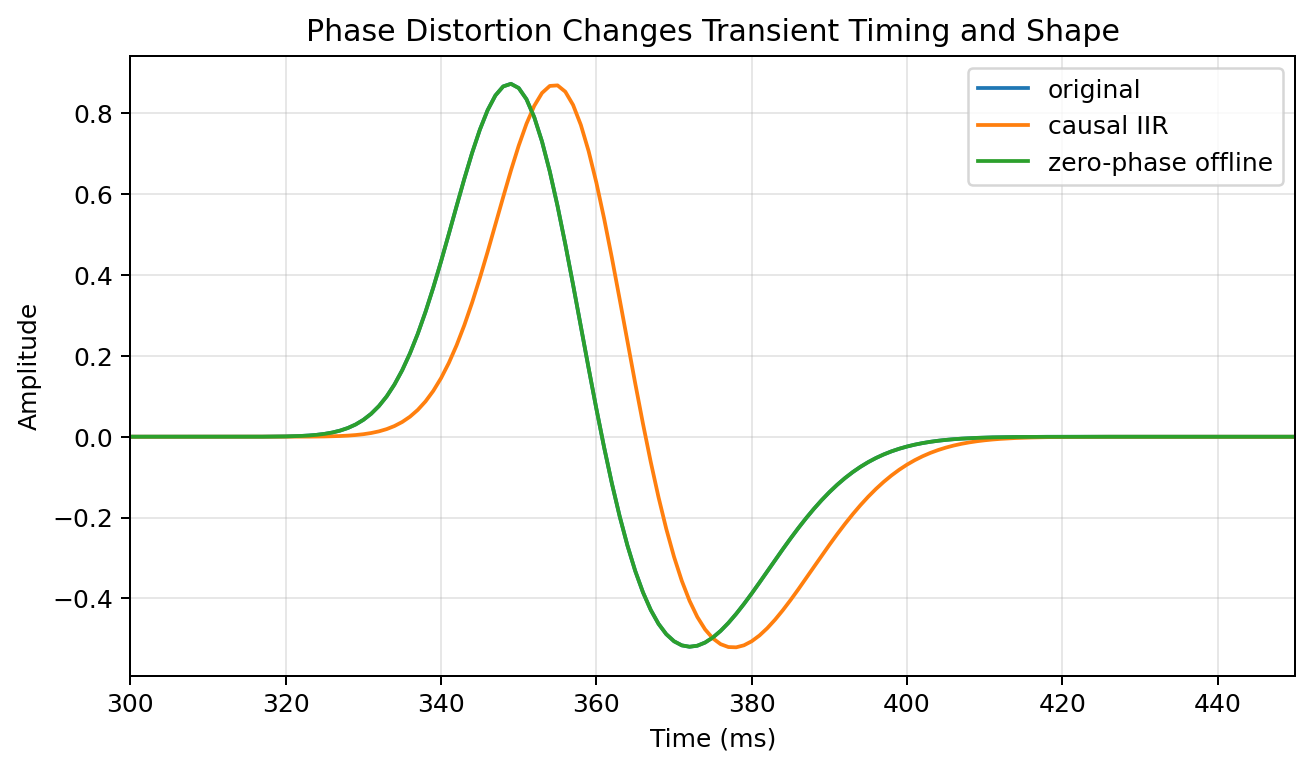 Phase Distortion Changes Transient Timing and Shape
original
causal IIR
zero-phase offline
Amplitude
0.8
0.6
0.4
0.2
0.0
−0.2
−0.4
300 320 340 360 380 400 420 440
Time (ms)